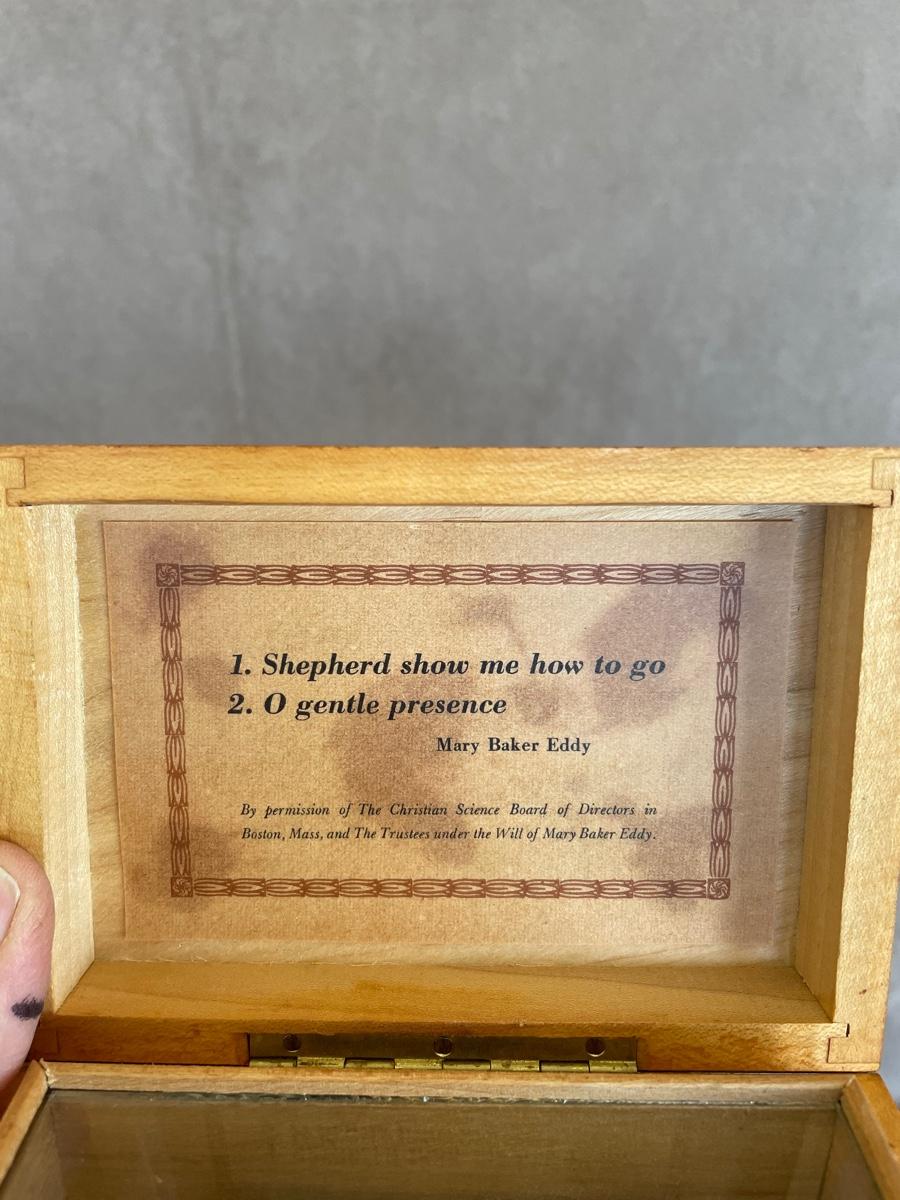 1. Shepherd show me how to go
2. O gentle presence
Mary Baker Eddy
By permission of The Christian Science Board of Directors in
Boston, Mass, and The Trustees under the Will of Mary Baker Eddy.